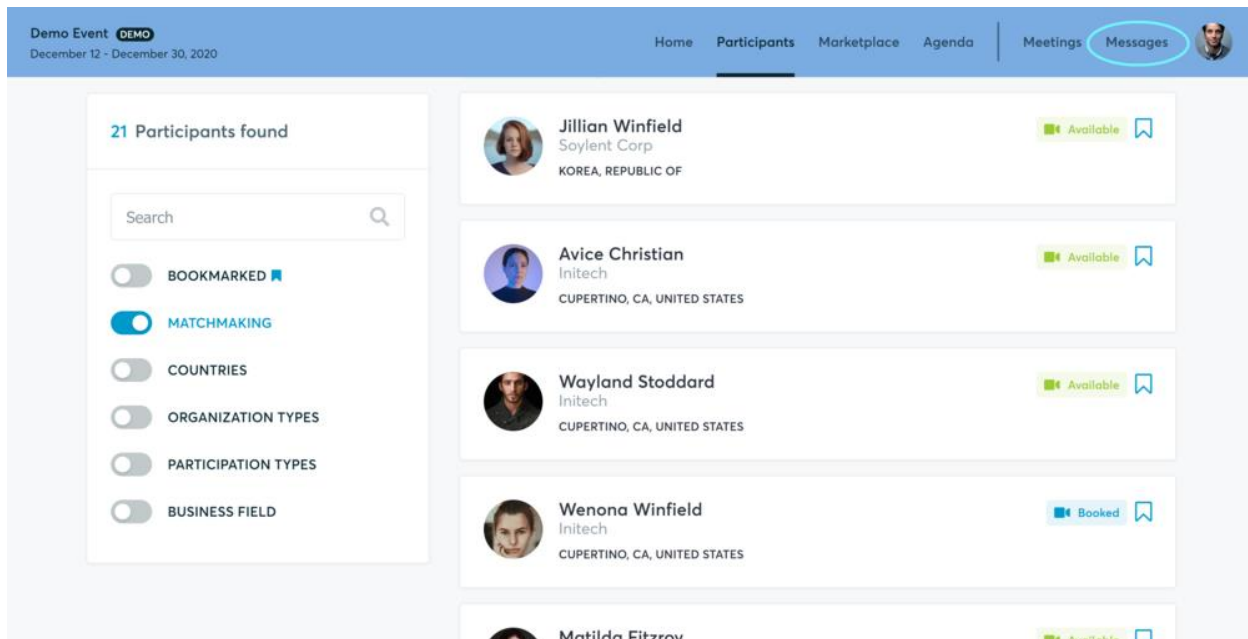 Demo Event DEMO
December 12 - December 30, 2020
Home Participants Marketplace Agenda Meetings Messages
21 Participants found
Search
BOOKMARKED
MATCHMAKING
COUNTRIES
ORGANIZATION TYPES
PARTICIPATION TYPES
BUSINESS FIELD
Jillian Winfield
Available
Soylent Corp
KOREA, REPUBLIC OF
Avice Christian
Available
Initech
CUPERTINO, CA, UNITED STATES
Wayland Stoddard
Available
Initech
CUPERTINO, CA, UNITED STATES
Wenona Winfield
Booked
Initech
CUPERTINO, CA, UNITED STATES
Matilda Fitzroy
Available